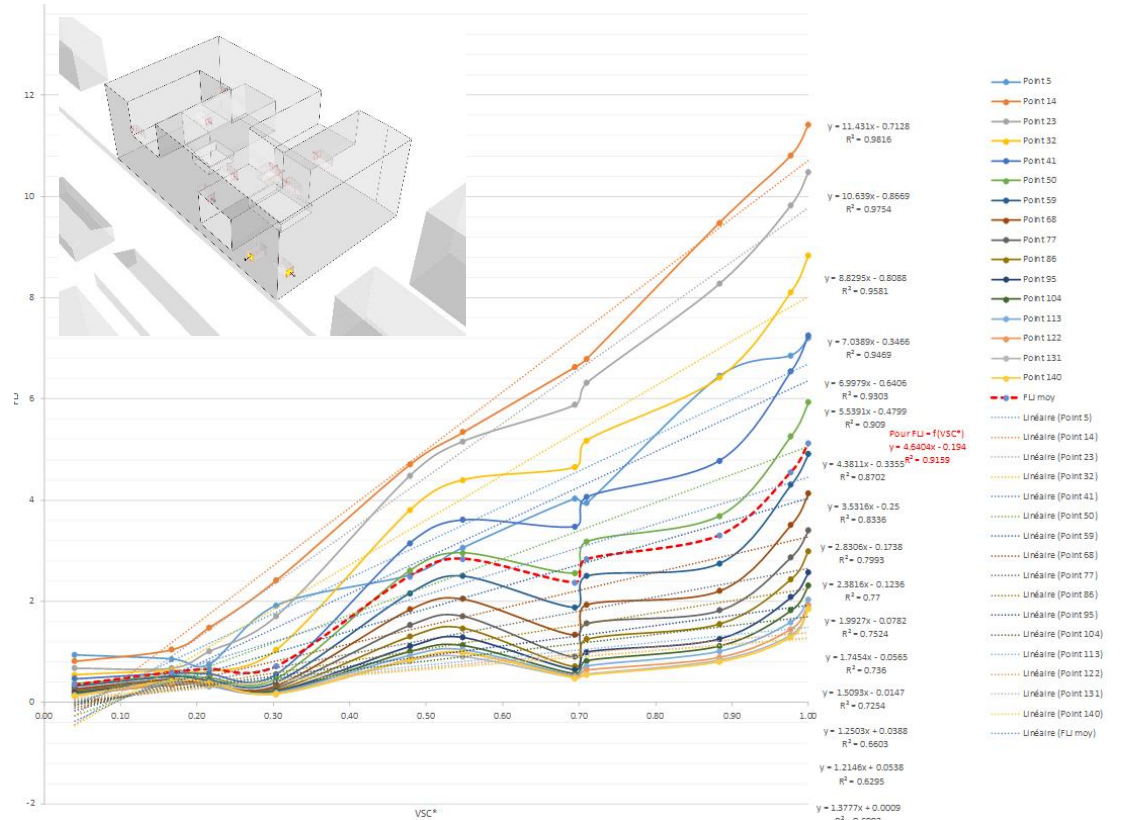 12
10
8
6
4
2
0
-2
0.00
0.10
0.20
0.30
0.40
0.50
0.60
0.70
0.80
0.90
1.00
VSC*
y = 11.431x - 0.7128
R² = 0.9816
y = 10.639x - 0.8669
R² = 0.9754
y = 8.8295x - 0.8088
R² = 0.9581
y = 7.0389x - 0.3466
R² = 0.9469
y = 6.9979x - 0.6406
R² = 0.9303
y = 5.5391x - 0.4799
R² = 0.909
Pour FLJ = f(VSC*)
y = 4.6404x - 0.194
R² = 0.9159
y = 4.3811x - 0.3355
R² = 0.8702
y = 3.5316x - 0.25
R² = 0.8336
y = 2.8306x - 0.1738
R² = 0.7993
y = 2.3816x - 0.1236
R² = 0.77
y = 1.9927x - 0.0782
R² = 0.7524
y = 1.7454x - 0.0565
R² = 0.736
y = 1.5093x - 0.0147
R² = 0.7254
y = 1.2503x + 0.0388
R² = 0.6603
y = 1.2146x + 0.0538
R² = 0.6295
y = 1.3777x + 0.0009
Point 5
Point 14
Point 23
Point 32
Point 41
Point 50
Point 59
Point 68
Point 77
Point 86
Point 95
Point 104
Point 113
Point 122
Point 131
Point 140
FLJ moy
Linéaire (Point 5)
Linéaire (Point 14)
Linéaire (Point 23)
Linéaire (Point 32)
Linéaire (Point 41)
Linéaire (Point 50)
Linéaire (Point 59)
Linéaire (Point 68)
Linéaire (Point 77)
Linéaire (Point 86)
Linéaire (Point 95)
Linéaire (Point 104)
Linéaire (Point 113)
Linéaire (Point 122)
Linéaire (Point 131)
Linéaire (Point 140)
Linéaire (FLJ moy)